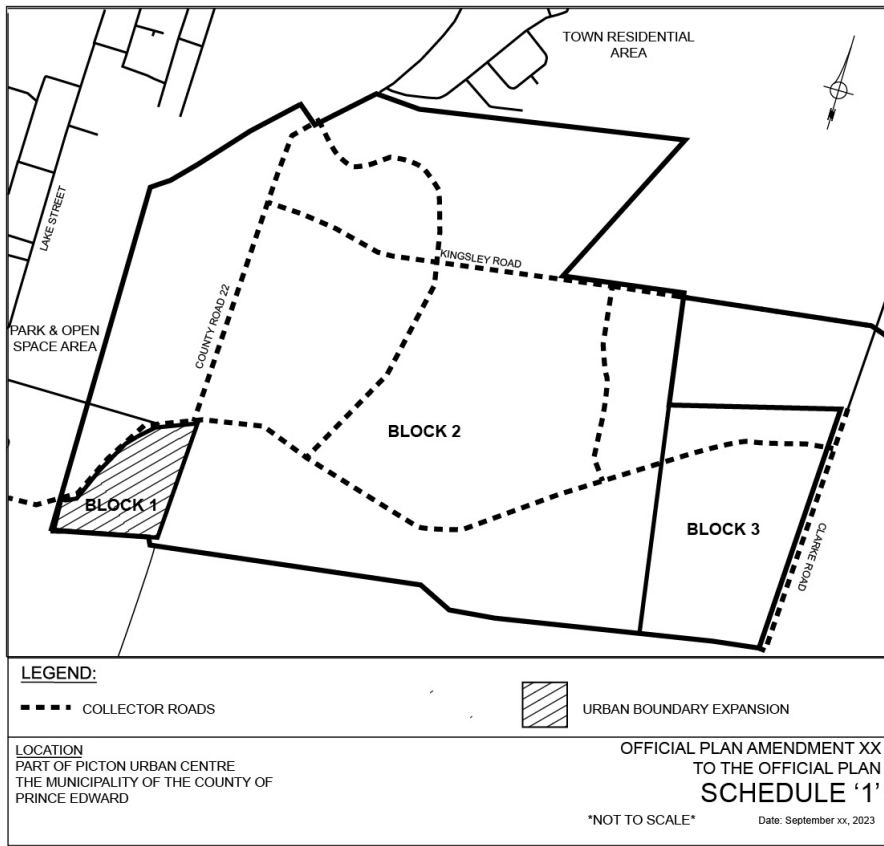 TOWN RESIDENTIAL
AREA
N
LAKE STREET
KINGSLEY ROAD
COUNTY ROAD 22
PARK & OPEN
SPACE AREA
BLOCK 2
BLOCK 1
BLOCK 3
CLARKE ROAD
LEGEND:
COLLECTOR ROADS
URBAN BOUNDARY EXPANSION
LOCATION
PART OF PICTON URBAN CENTRE
THE MUNICIPALITY OF THE COUNTY OF
PRINCE EDWARD
OFFICIAL PLAN AMENDMENT XX
TO THE OFFICIAL PLAN
SCHEDULE ‘1’
*NOT TO SCALE*
Date: September xx, 2023